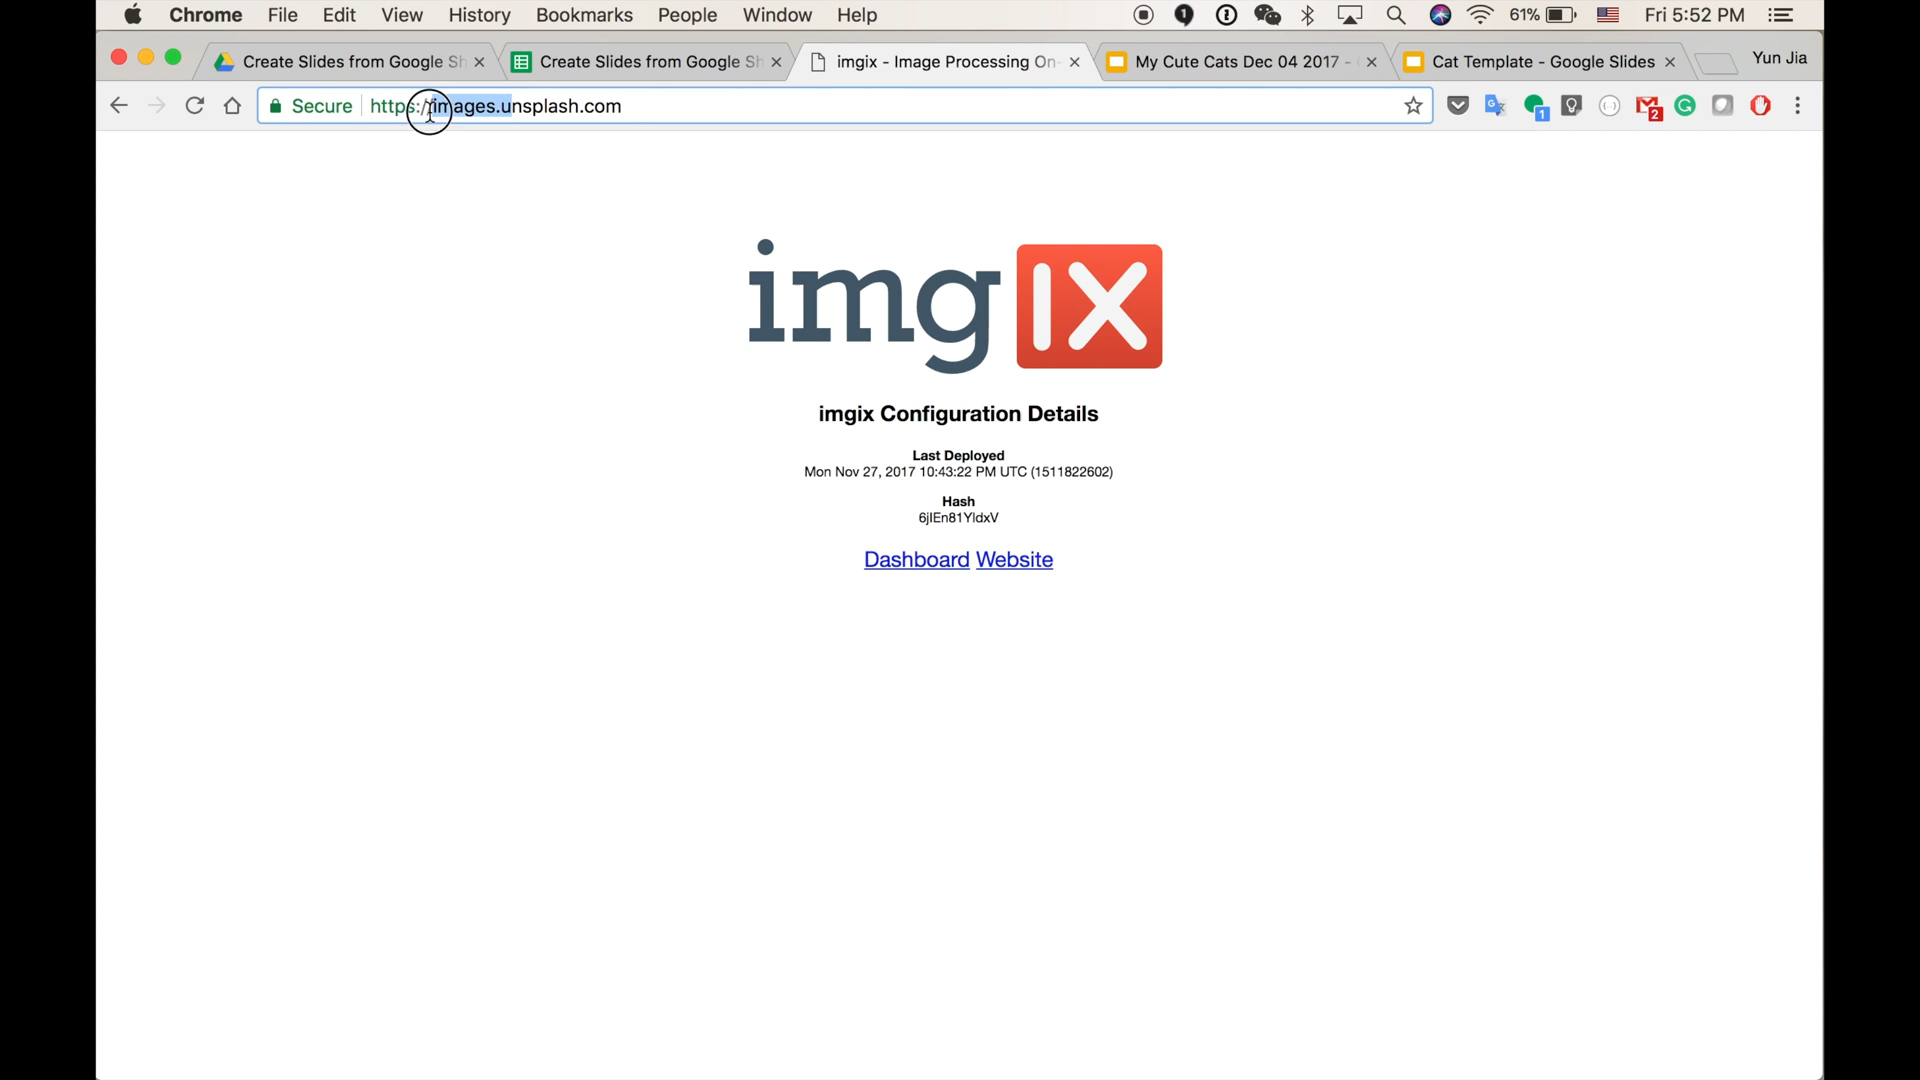 Chrome File Edit View History Bookmarks People Window Help 61% Fri 5:52 PM
Create Slides from Google Sh Create Slides from Google Sh imgix - Image Processing On- My Cute Cats Dec 04 2017 - Cat Template - Google Slides Yun Jia
Secure https://images.unsplash.com 1 2
img IX
imgix Configuration Details
Last Deployed
Mon Nov 27, 2017 10:43:22 PM UTC (1511822602)
Hash
6jIEn81YldxV
Dashboard Website